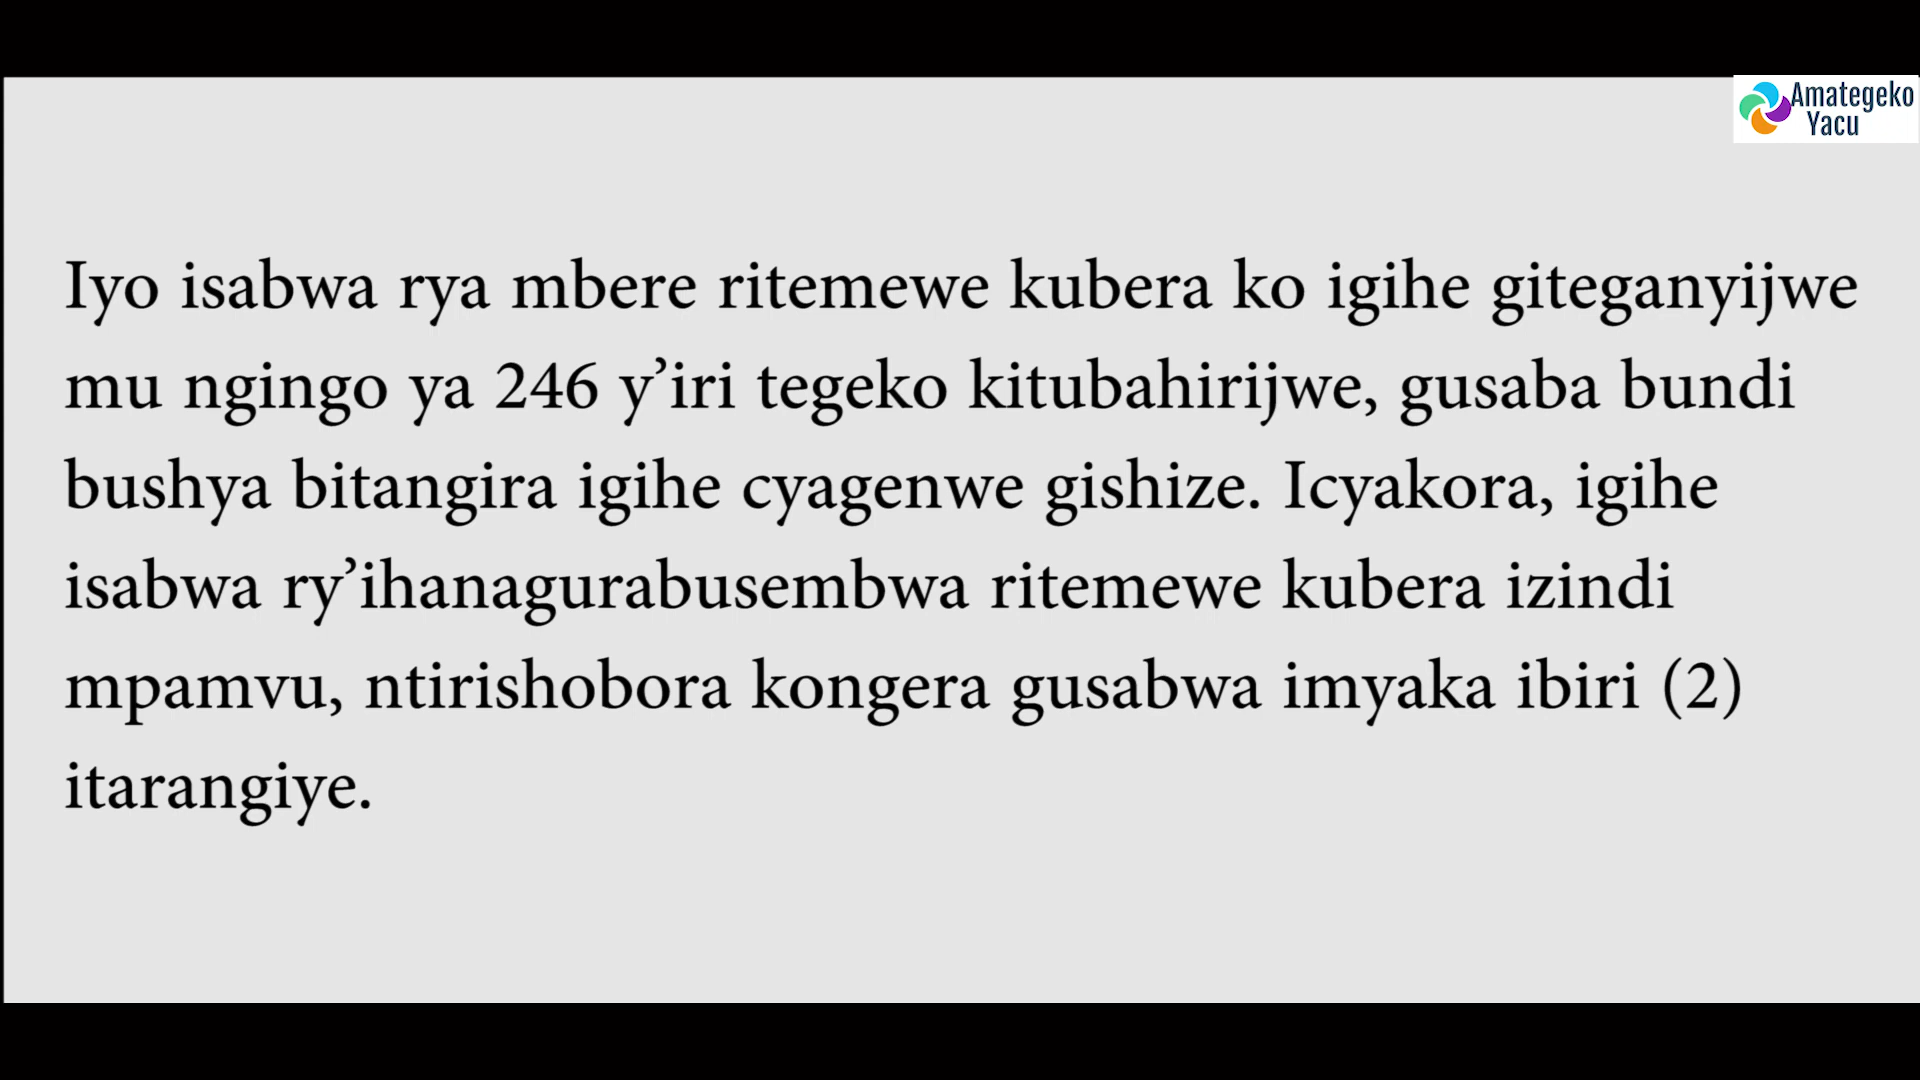 Amategeko
Yacu
Iyo isabwa rya mbere ritemewe kubera ko igihe giteganyijwe
mu ngingo ya 246 y’iri tegeko kitubahirijwe, gusaba bundi
bushya bitangira igihe cyagenwe gishize. Icyakora, igihe
isabwa ry’ihanagurabusembwa ritemewe kubera izindi
mpamvu, ntirishobora kongera gusabwa imyaka ibiri (2)
itarangiye.